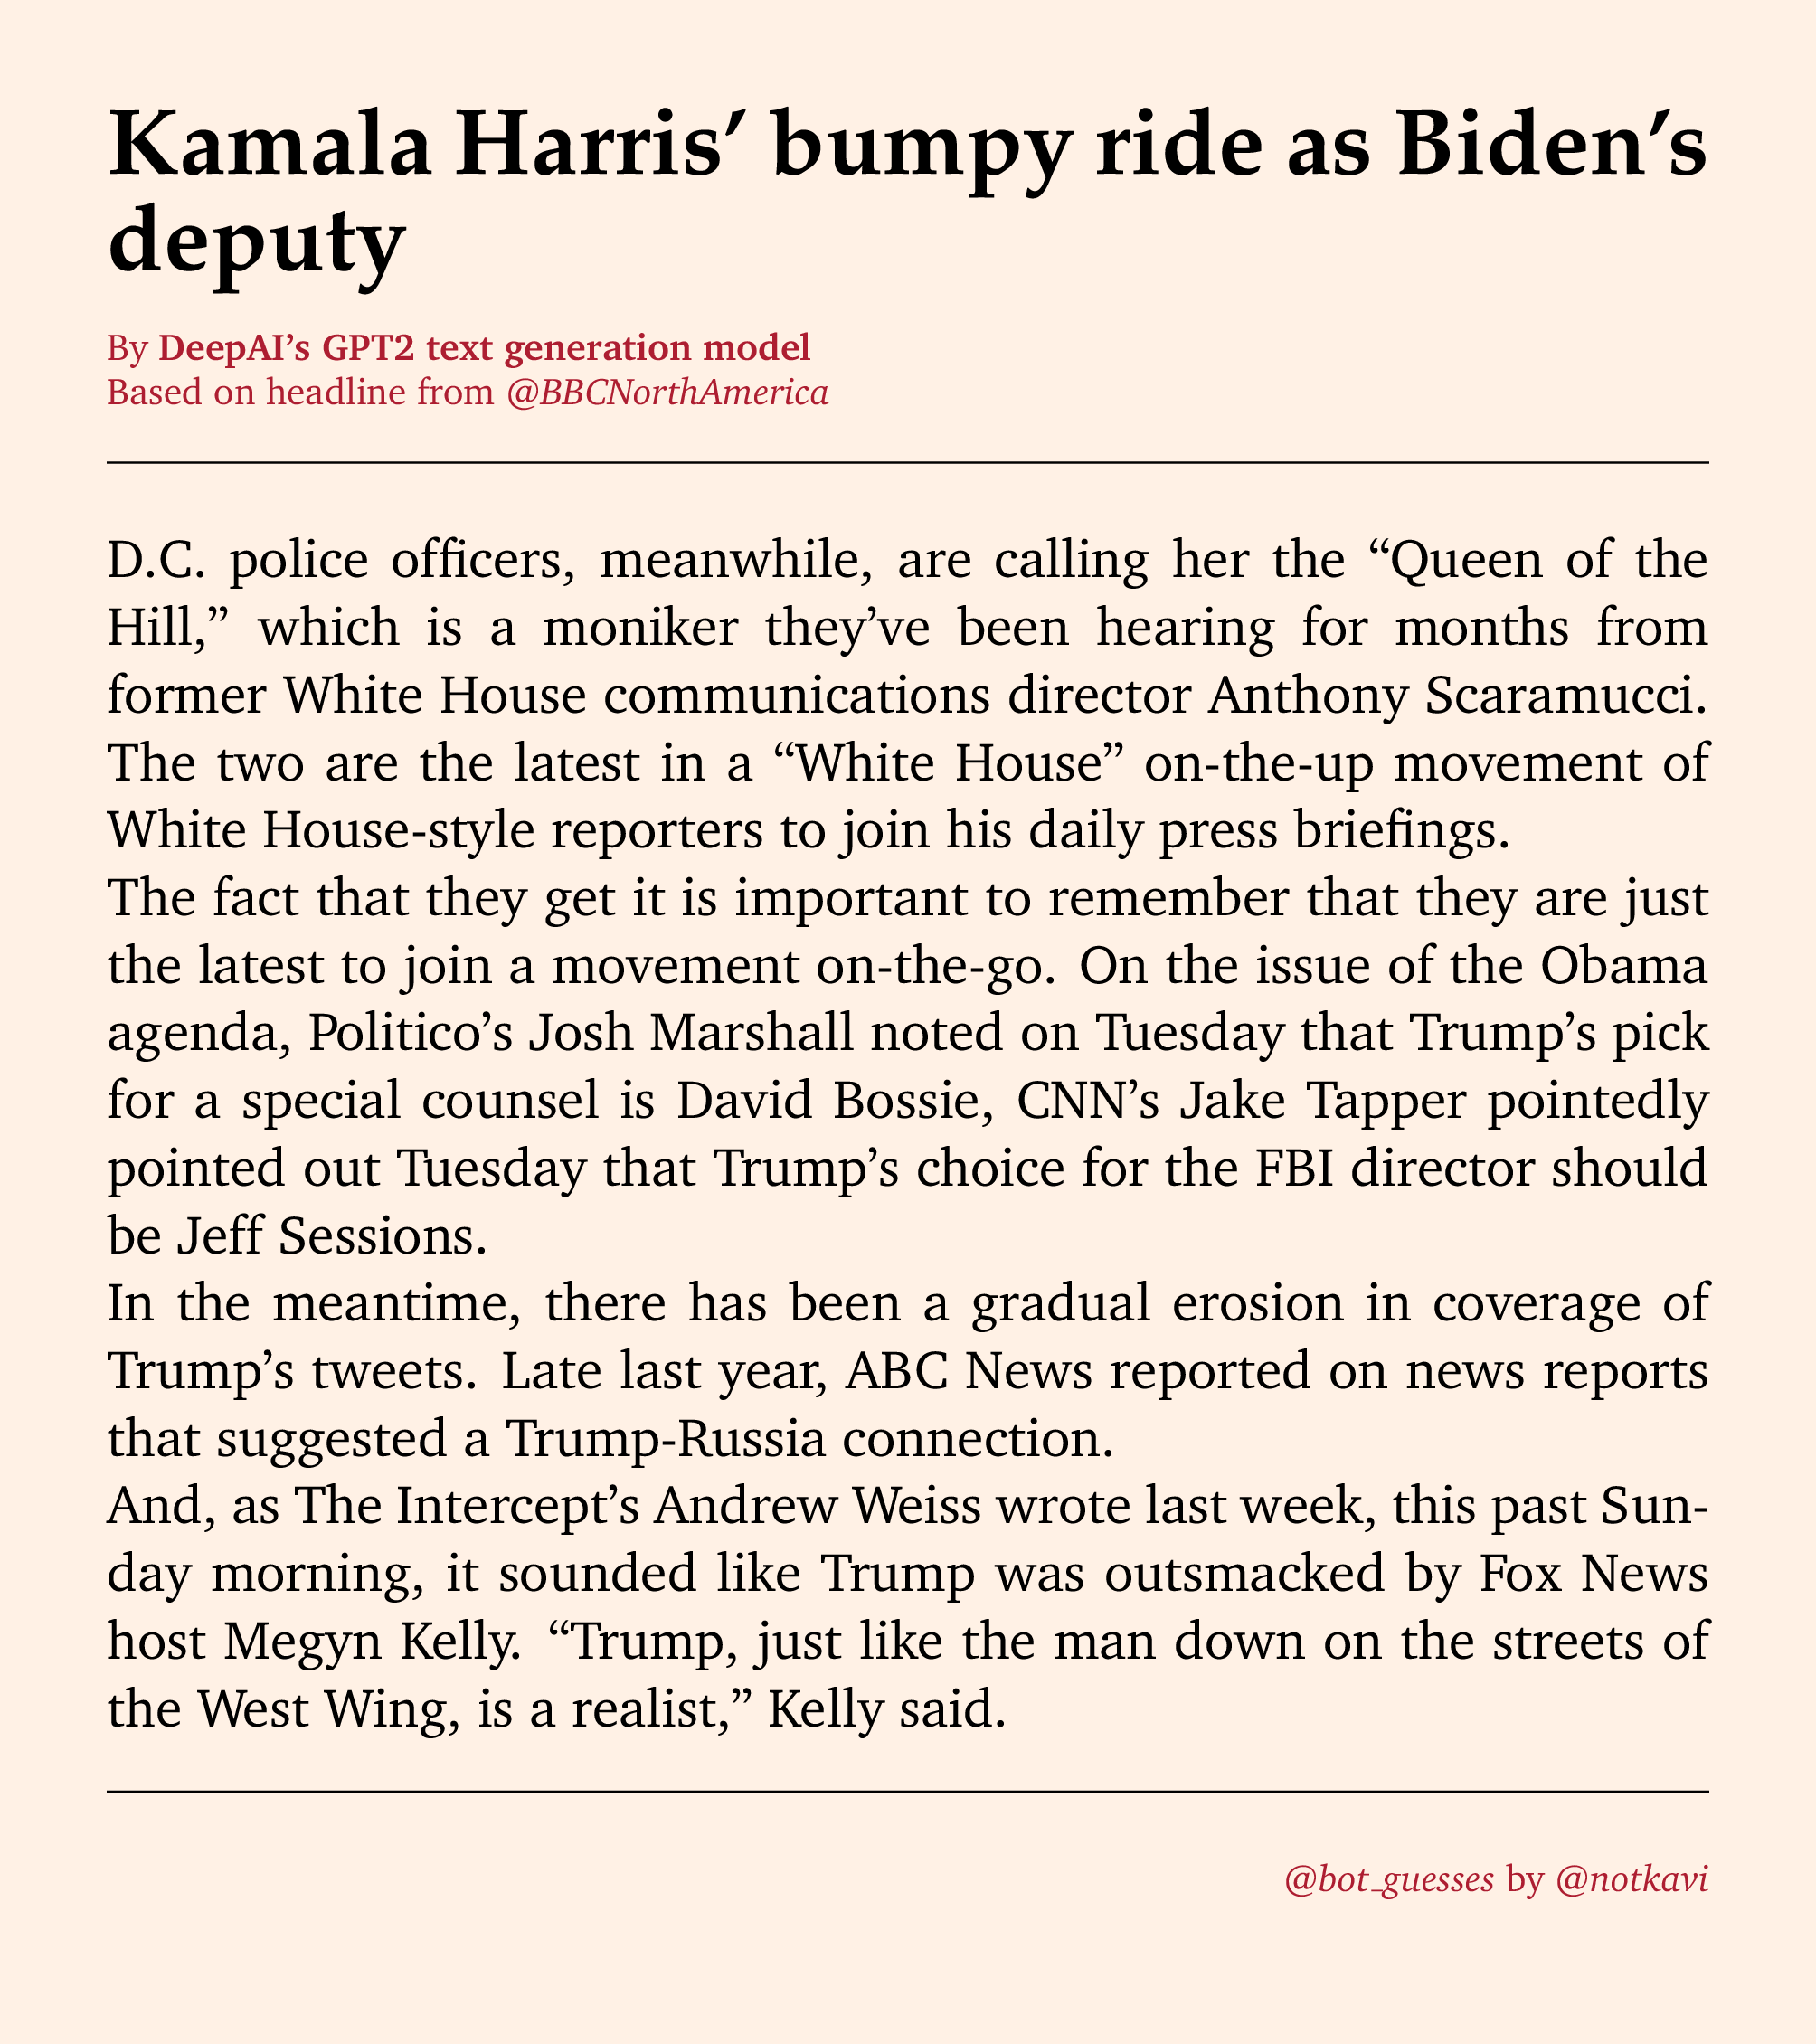 Kamala Harris’ bumpy ride as Biden’s
deputy
By DeepAI’s GPT2 text generation model
Based on headline from @BBCNorthAmerica
D.C. police officers, meanwhile, are calling her the “Queen of the
Hill,” which is a moniker they’ve been hearing for months from
former White House communications director Anthony Scaramucci.
The two are the latest in a “White House” on-the-up movement of
White House-style reporters to join his daily press briefings.
The fact that they get it is important to remember that they are just
the latest to join a movement on-the-go. On the issue of the Obama
agenda, Politico’s Josh Marshall noted on Tuesday that Trump’s pick
for a special counsel is David Bossie, CNN’s Jake Tapper pointedly
pointed out Tuesday that Trump’s choice for the FBI director should
be Jeff Sessions.
In the meantime, there has been a gradual erosion in coverage of
Trump’s tweets. Late last year, ABC News reported on news reports
that suggested a Trump-Russia connection.
And, as The Intercept’s Andrew Weiss wrote last week, this past Sun-
day morning, it sounded like Trump was outsmacked by Fox News
host Megyn Kelly. “Trump, just like the man down on the streets of
the West Wing, is a realist,” Kelly said.
@bot_guesses by @notkavi